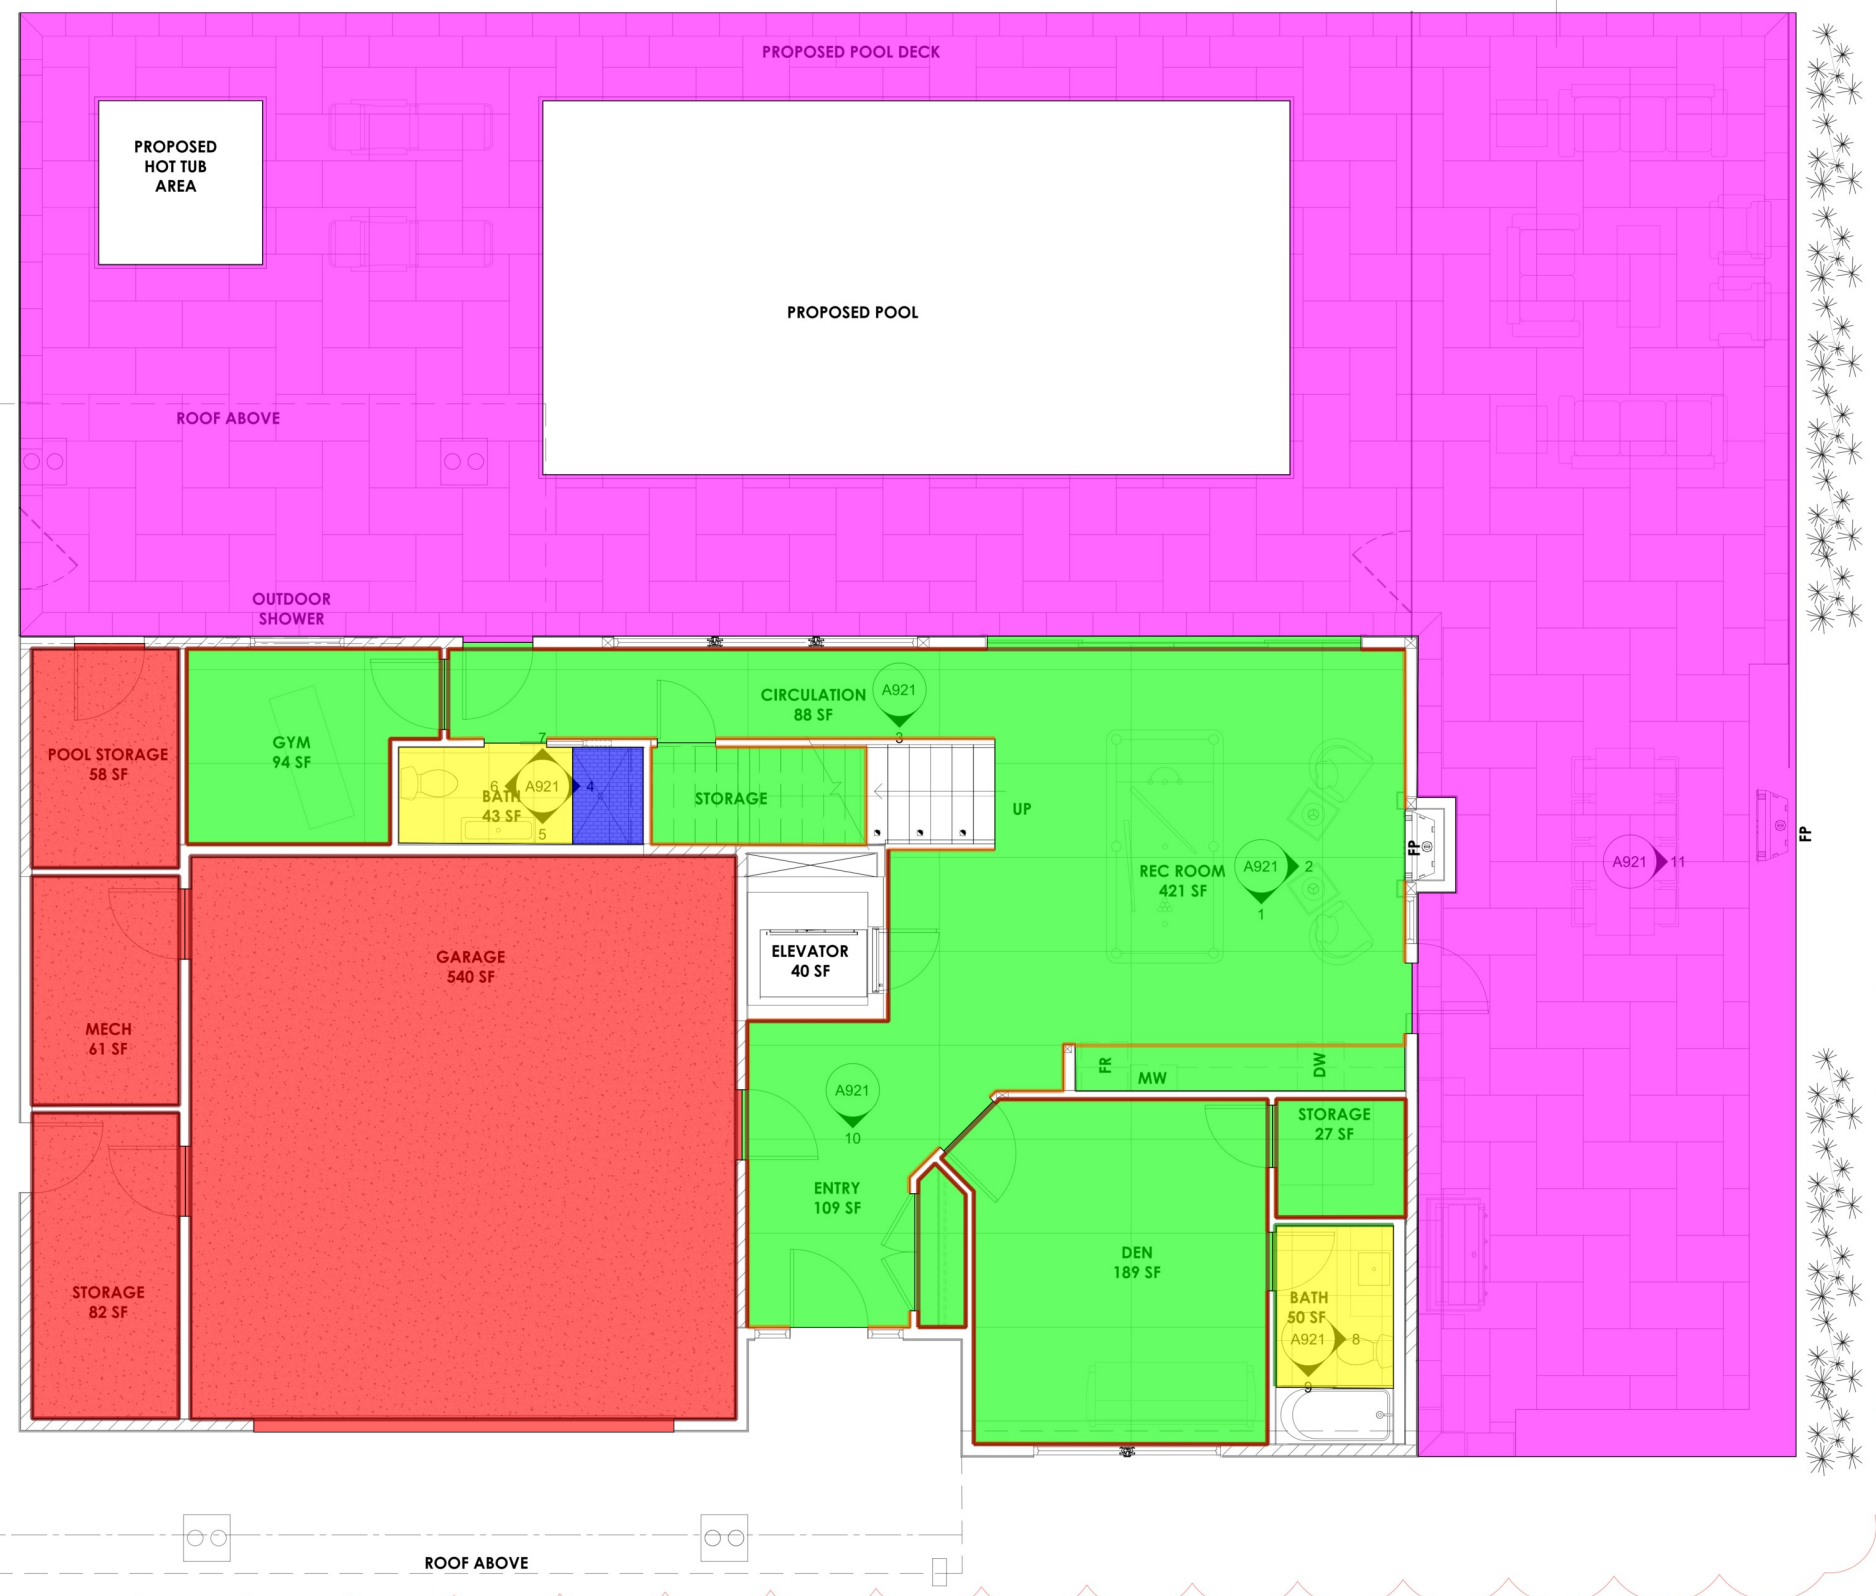 PROPOSED POOL DECK
PROPOSED
HOT TUB
AREA
PROPOSED POOL
ROOF ABOVE
OUTDOOR
SHOWER
POOL STORAGE
58 SF
GYM
94 SF
CIRCULATION
88 SF
A921
3
7
6
A921
4
5
BATH
43 SF
STORAGE
UP
REC ROOM
421 SF
A921
2
1
FP
A921
11
FP
ELEVATOR
40 SF
GARAGE
540 SF
MECH
61 SF
FR
MW
DW
A921
10
STORAGE
27 SF
ENTRY
109 SF
DEN
189 SF
BATH
50 SF
A921
8
9
STORAGE
82 SF
ROOF ABOVE